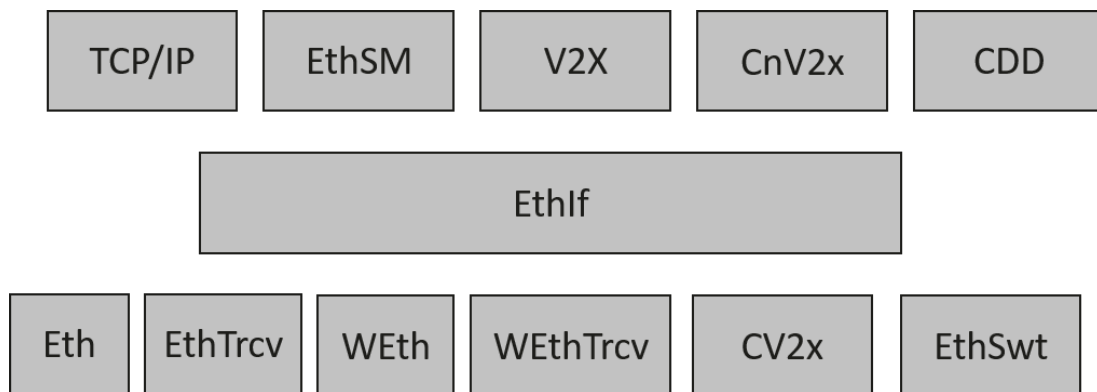 TCP/IP
EthSM
V2X
CnV2x
CDD
EthIf
Eth
EthTrcv
WEth
WEthTrcv
CV2x
EthSwt